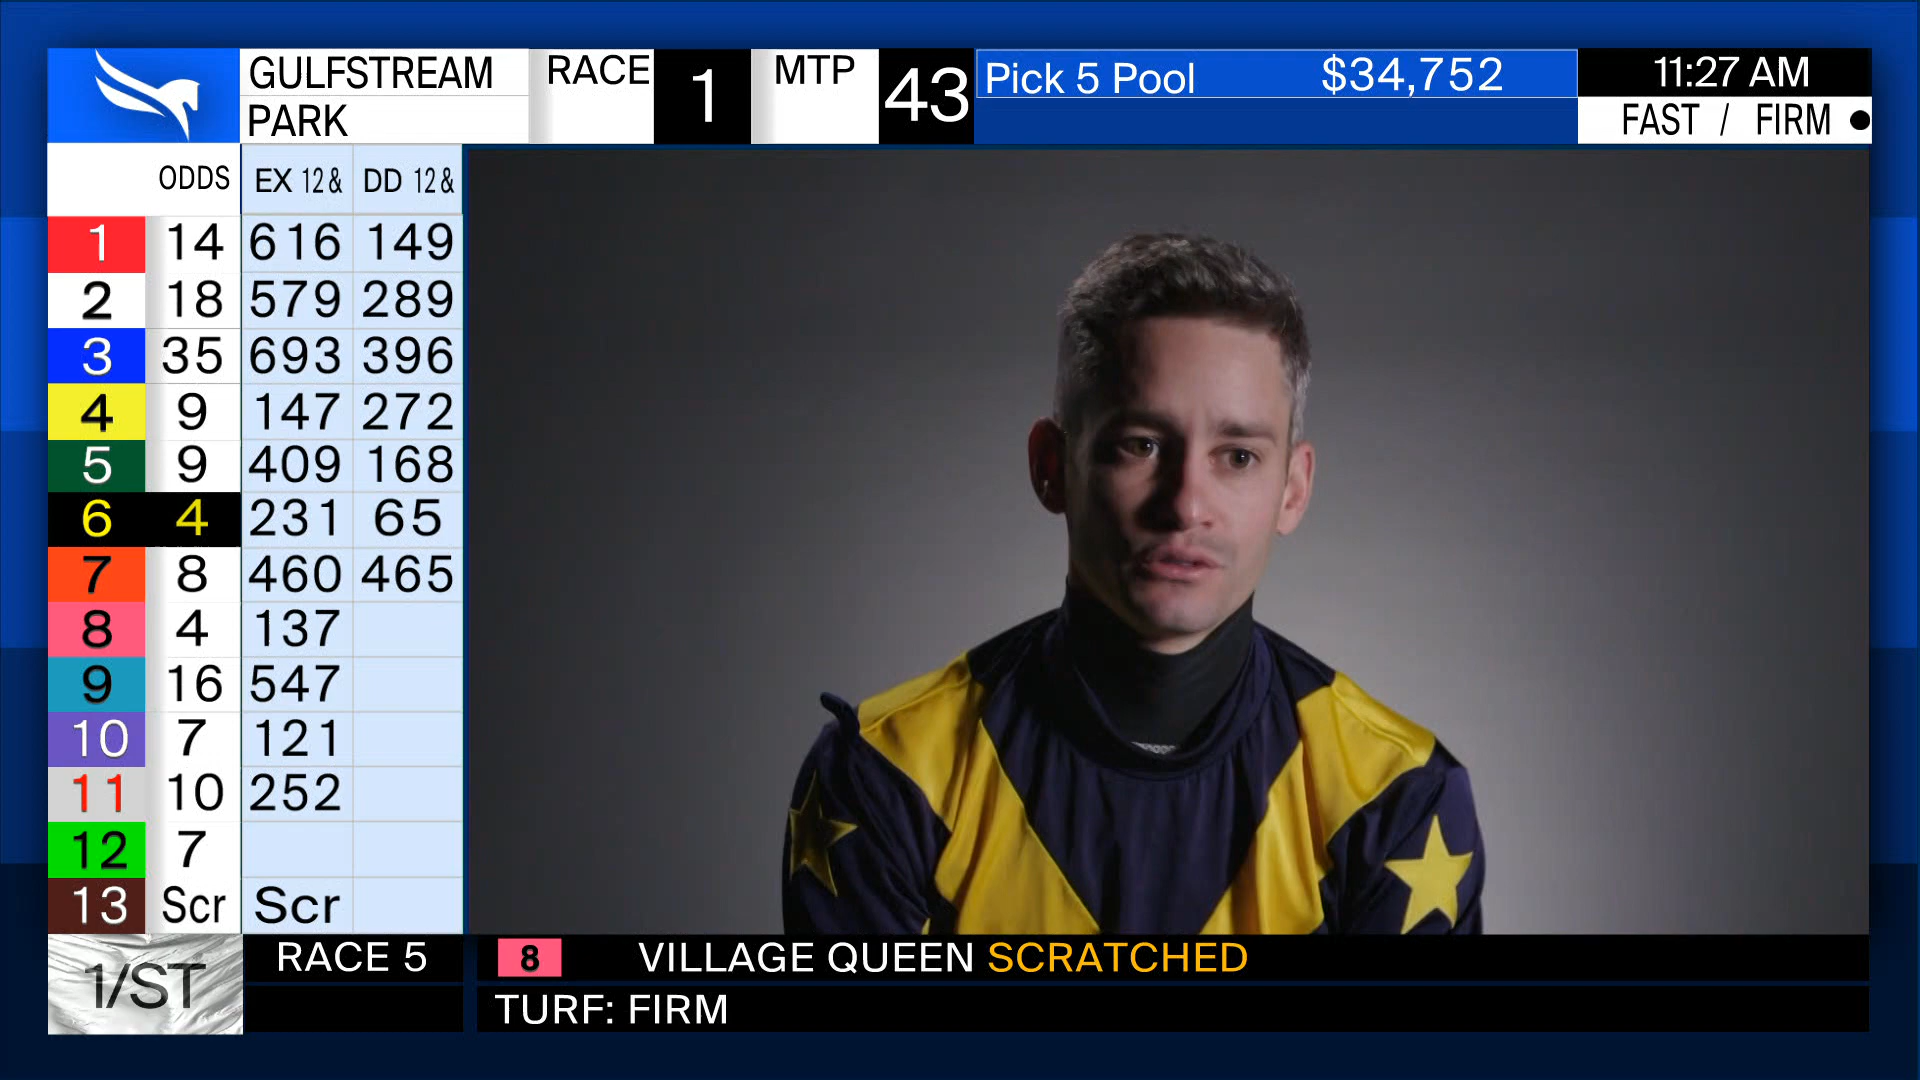 GULFSTREAM PARK RACE 1 MTP 43 Pick 5 Pool $34,752 11:27 AM
FAST / FIRM
ODDS EX 12& DD 12&
1 14 616 149
2 18 579 289
3 35 693 396
4 9 147 272
5 9 409 168
6 4 231 65
7 8 460 465
8 4 137
9 16 547
10 7 121
11 10 252
12 7
13 Scr Scr
1/ST RACE 5 8 VILLAGE QUEEN SCRATCHED
TURF: FIRM